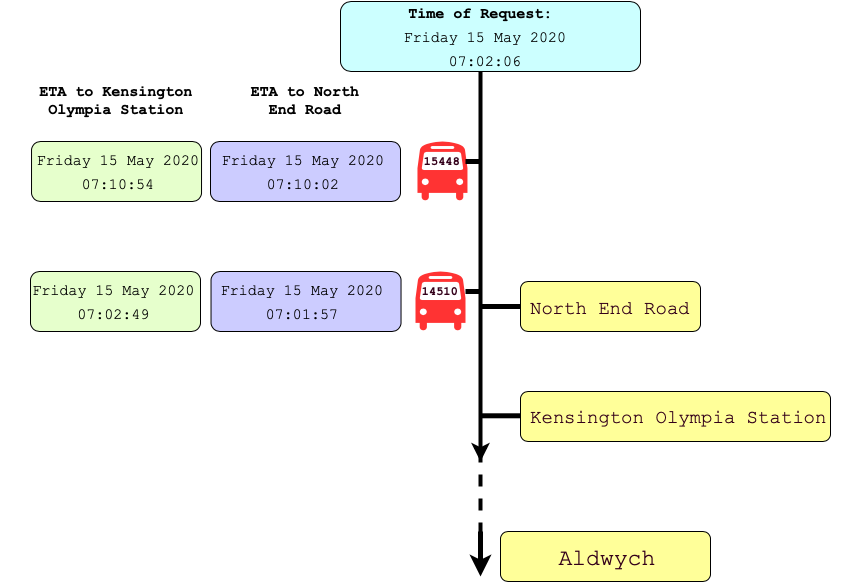 Time of Request:
Friday 15 May 2020
07:02:06
ETA to Kensington
Olympia Station
ETA to North
End Road
Friday 15 May 2020
07:10:54
Friday 15 May 2020
07:10:02
15448
Friday 15 May 2020
07:02:49
Friday 15 May 2020
07:01:57
14510
North End Road
Kensington Olympia Station
Aldwych